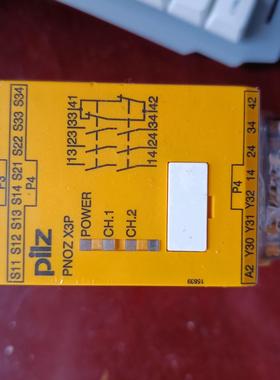 P3
S11 S12 S13 S14 S21 S22 S33 S34
P4
pilz
PNOZ X3P
|13|23|33|41
POWER
CH.1
CH.2
14|24|34|42
15839
P4
A2 Y30 Y31 Y32 14 24 34 42